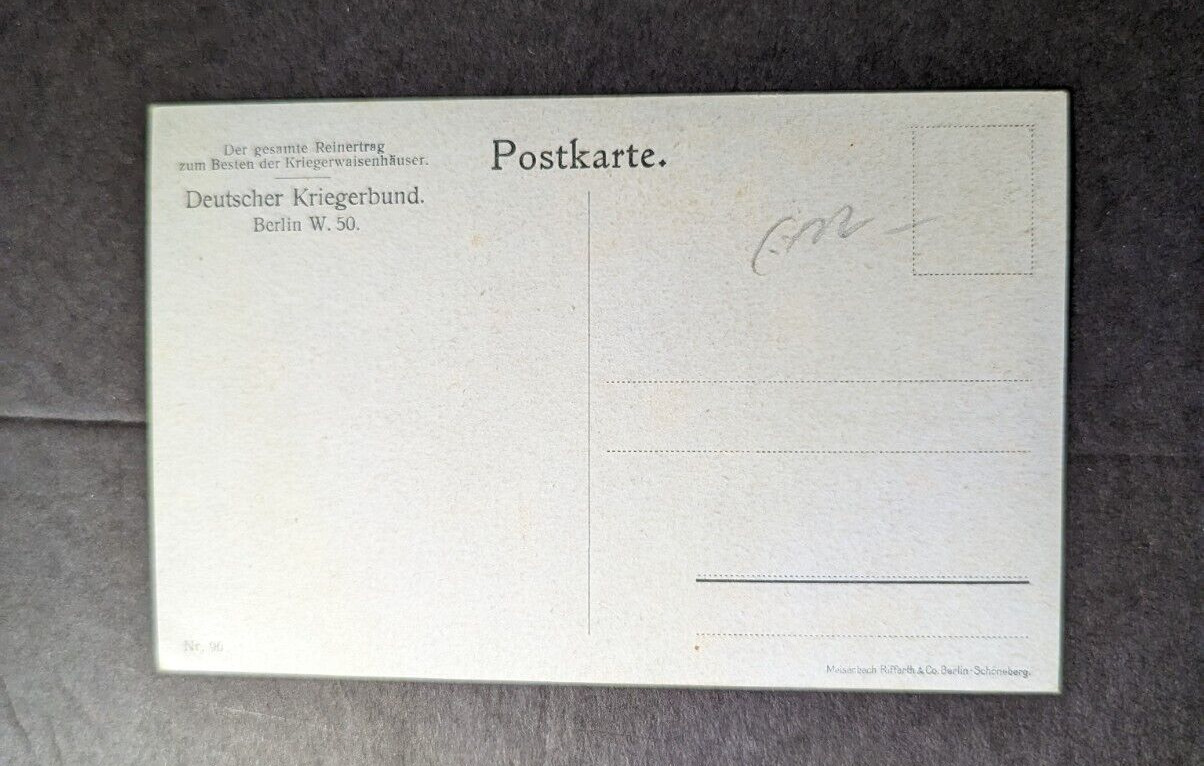 Der gesamte Reinertrag
zum Besten der Kriegerwaisenhäuser.
Deutscher Kriegerbund.
Berlin W. 50.
Postkarte.
Nr. 90
Meisenbach Riffarth & Co. Berlin-Schöneberg.